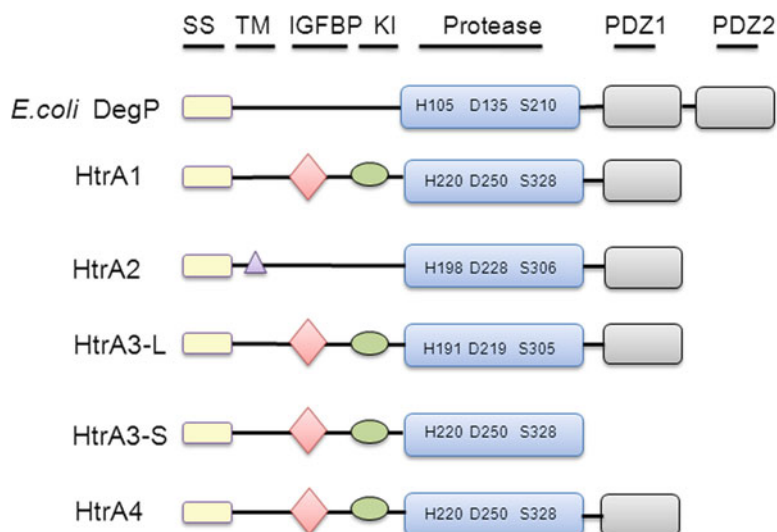 SS TM IGFBP KI Protease PDZ1 PDZ2
E.coli DegP H105 D135 S210
HtrA1 H220 D250 S328
HtrA2 H198 D228 S306
HtrA3-L H191 D219 S305
HtrA3-S H220 D250 S328
HtrA4 H220 D250 S328